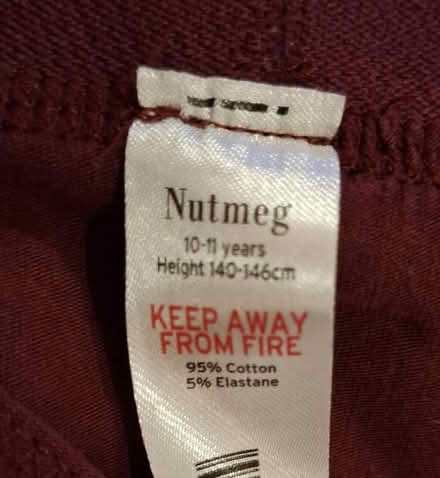 Nutmeg
10-11 years
Height 140-146cm
KEEP AWAY
FROM FIRE
95% Cotton
5% Elastane